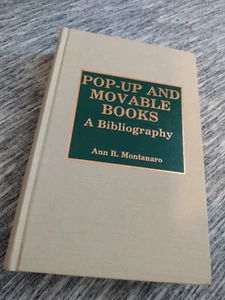 POP-UP AND
MOVABLE
BOOKS
A Bibliography
Ann R. Montanaro